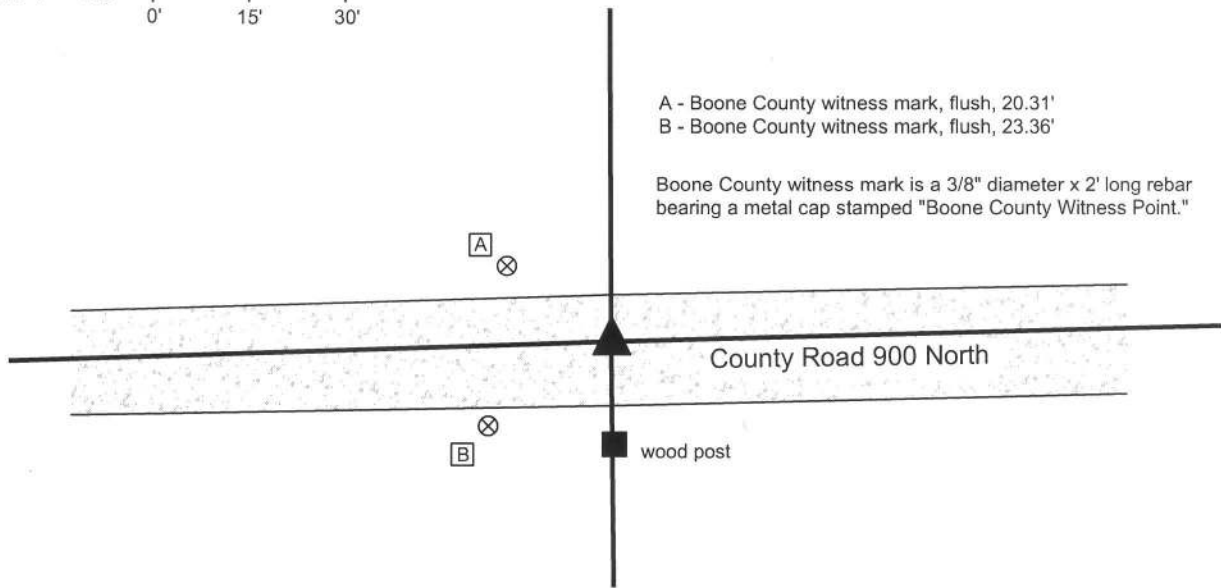 0' 15' 30'
A - Boone County witness mark, flush, 20.31'
B - Boone County witness mark, flush, 23.36'
Boone County witness mark is a 3/8" diameter x 2' long rebar
bearing a metal cap stamped "Boone County Witness Point."
A
County Road 900 North
B
wood post